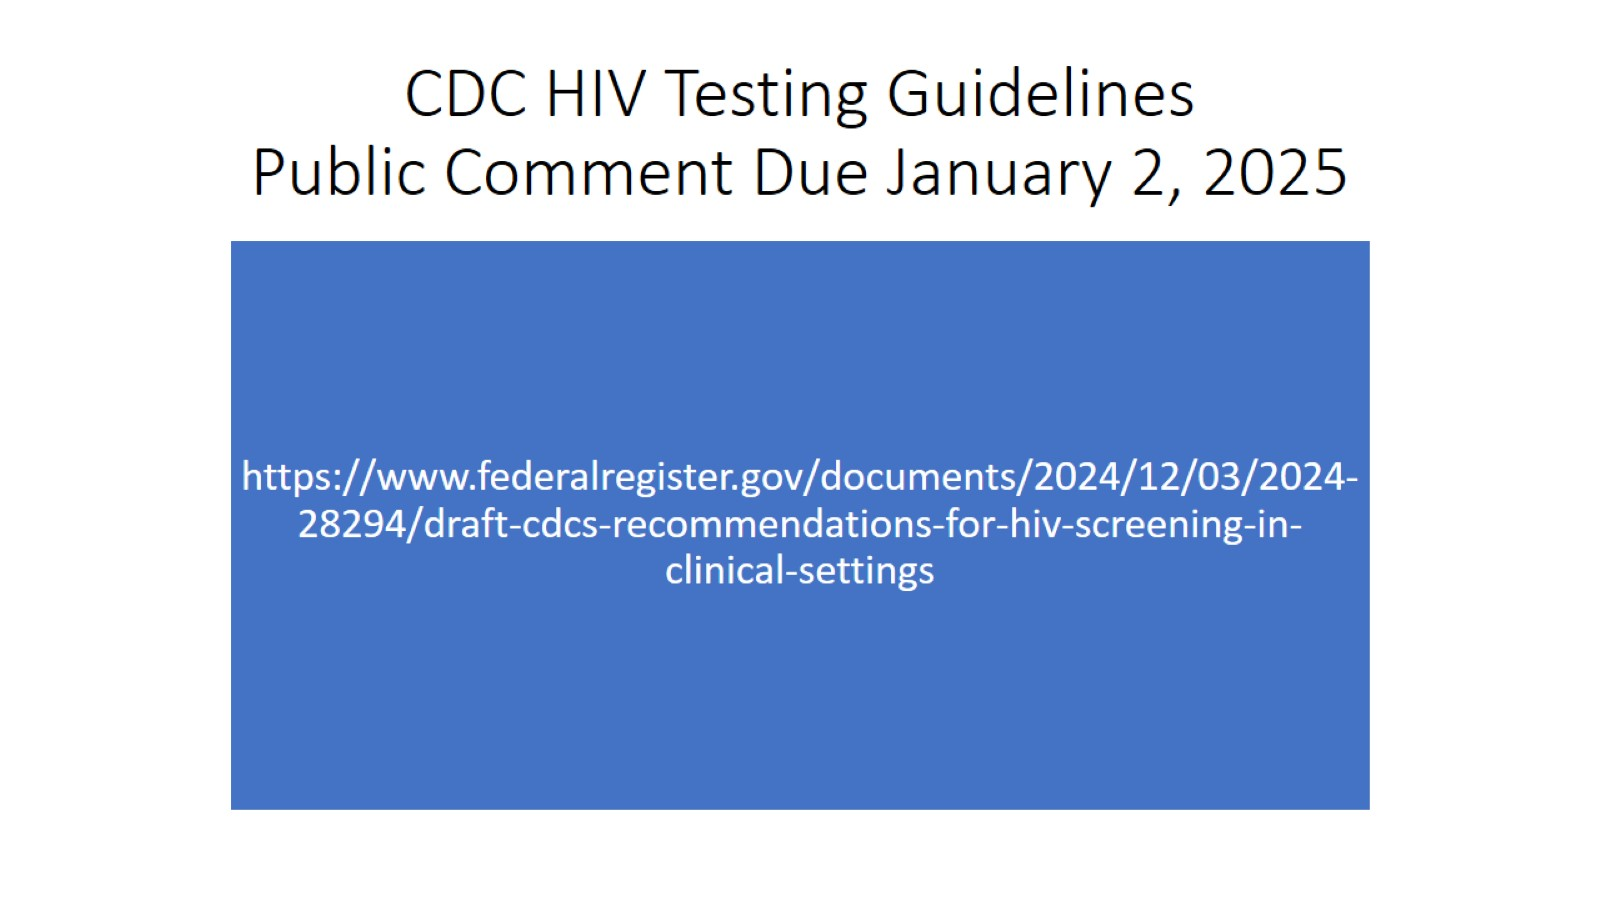 CDC HIV Testing Guidelines
Public Comment Due January 2, 2025
https://www.federalregister.gov/documents/2024/12/03/2024-
28294/draft-cdcs-recommendations-for-hiv-screening-in-
clinical-settings